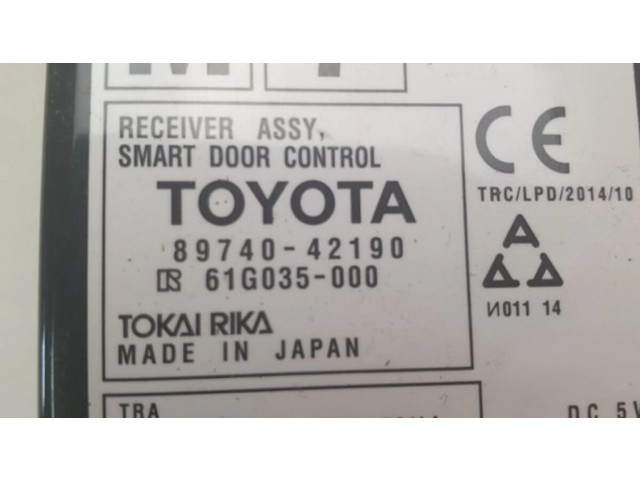 RECEIVER ASSY,
SMART DOOR CONTROL
TOYOTA
89740-42190
61G035-000
TOKAI RIKA
MADE IN JAPAN
CE
TRC/LPD/2014/10
И011 14
TRA
DC 5V